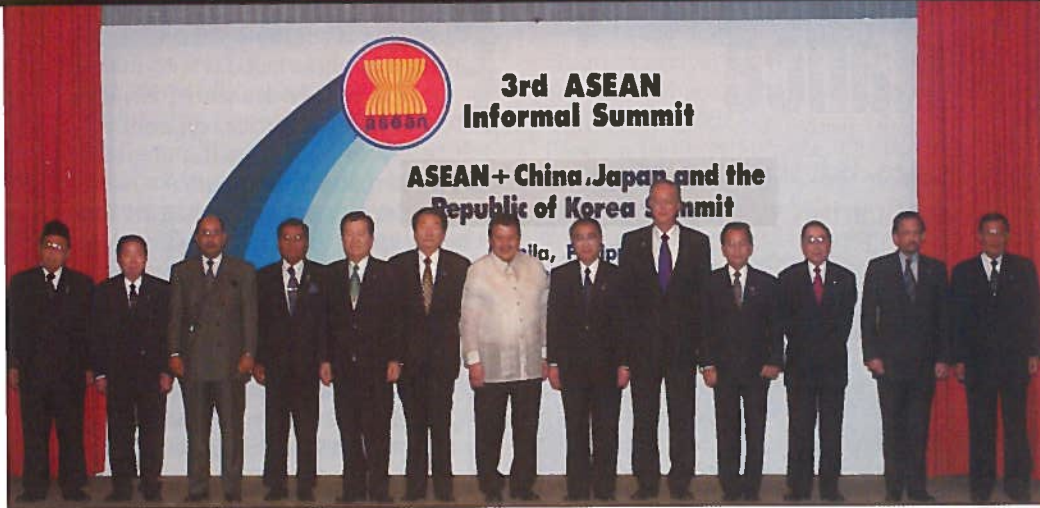 asean
3rd ASEAN
Informal Summit
ASEAN+China,Japan and the
Republic of Korea Summit